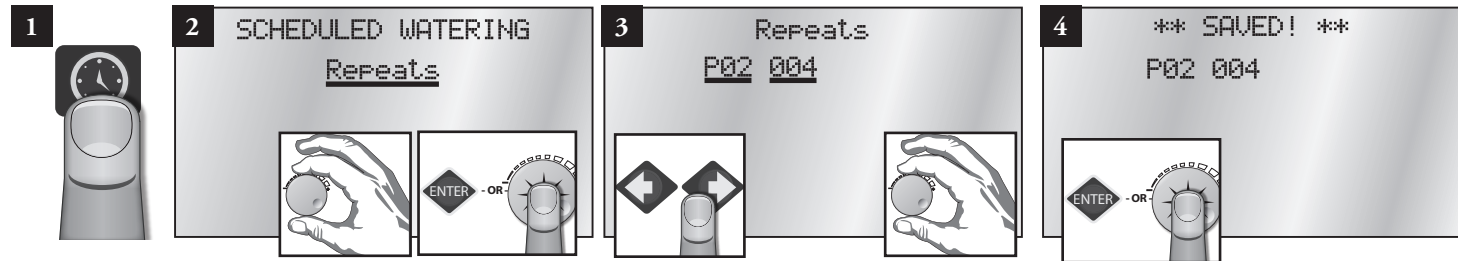 1
2
SCHEDULED WATERING
Repeats
ENTER
- OR -
3
Repeats
P02 004
4
** SAVED! **
P02 004
ENTER
- OR -